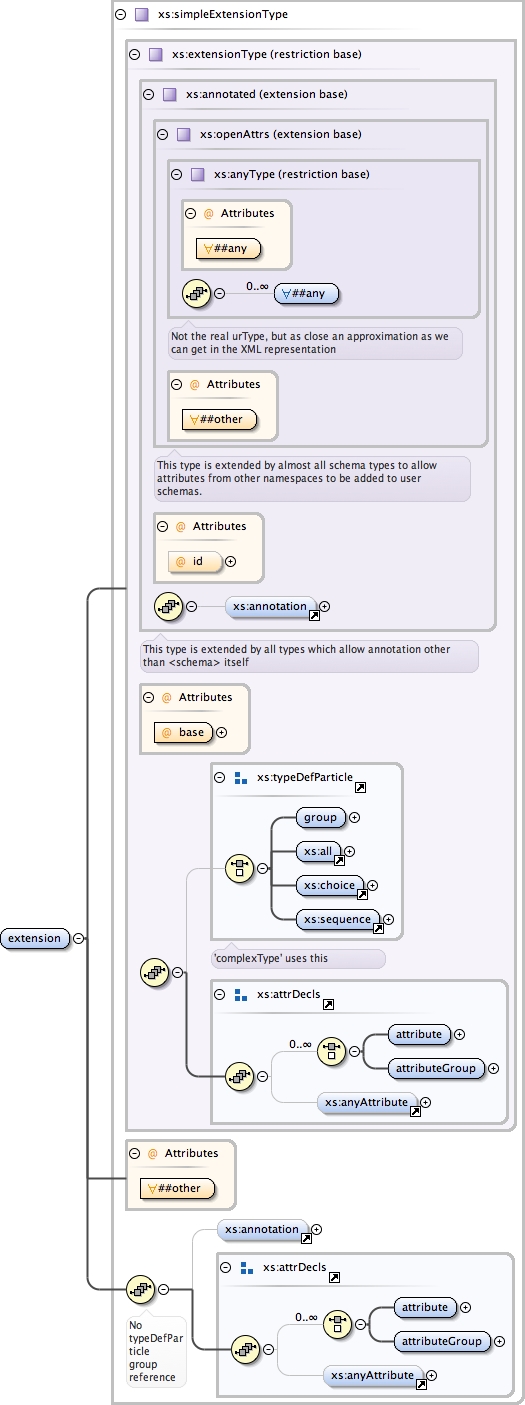 xs:simpleExtensionType
xs:extensionType (restriction base)
xs:annotated (extension base)
xs:openAttrs (extension base)
xs:anyType (restriction base)
@ Attributes
∀##any
0..∞
∀##any
Not the real urType, but as close an approximation as we
can get in the XML representation
@ Attributes
∀##other
This type is extended by almost all schema types to allow
attributes from other namespaces to be added to user
schemas.
@ Attributes
@ id
xs:annotation
This type is extended by all types which allow annotation other
than <schema> itself
@ Attributes
@ base
xs:typeDefParticle
group
xs:all
xs:choice
xs:sequence
'complexType' uses this
extension
xs:attrDecls
0..∞
attribute
attributeGroup
xs:anyAttribute
@ Attributes
∀##other
xs:annotation
xs:attrDecls
0..∞
attribute
attributeGroup
xs:anyAttribute
No
typeDefPar
ticle
group
reference